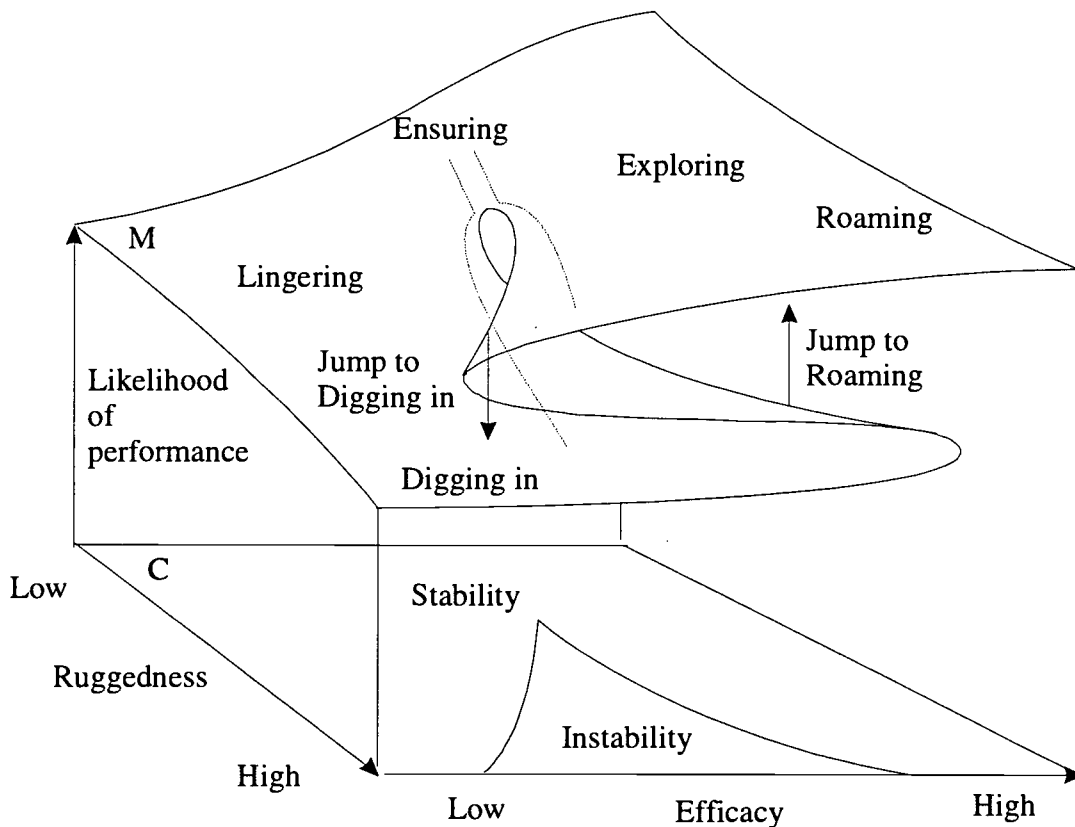 Ensuring
Exploring
Roaming
M
Lingering
Jump to
Digging in
Jump to
Roaming
Likelihood
of
performance
Digging in
C
Low
Stability
Ruggedness
Instability
High
Low
Efficacy
High